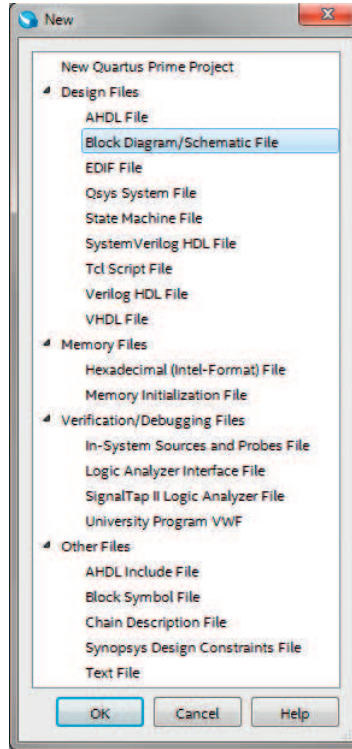 New
New Quartus Prime Project
Design Files
AHDL File
Block Diagram/Schematic File
EDIF File
Qsys System File
State Machine File
SystemVerilog HDL File
Tcl Script File
Verilog HDL File
VHDL File
Memory Files
Hexadecimal (Intel-Format) File
Memory Initialization File
Verification/Debugging Files
In-System Sources and Probes File
Logic Analyzer Interface File
SignalTap II Logic Analyzer File
University Program VWF
Other Files
AHDL Include File
Block Symbol File
Chain Description File
Synopsys Design Constraints File
Text File
OK Cancel Help